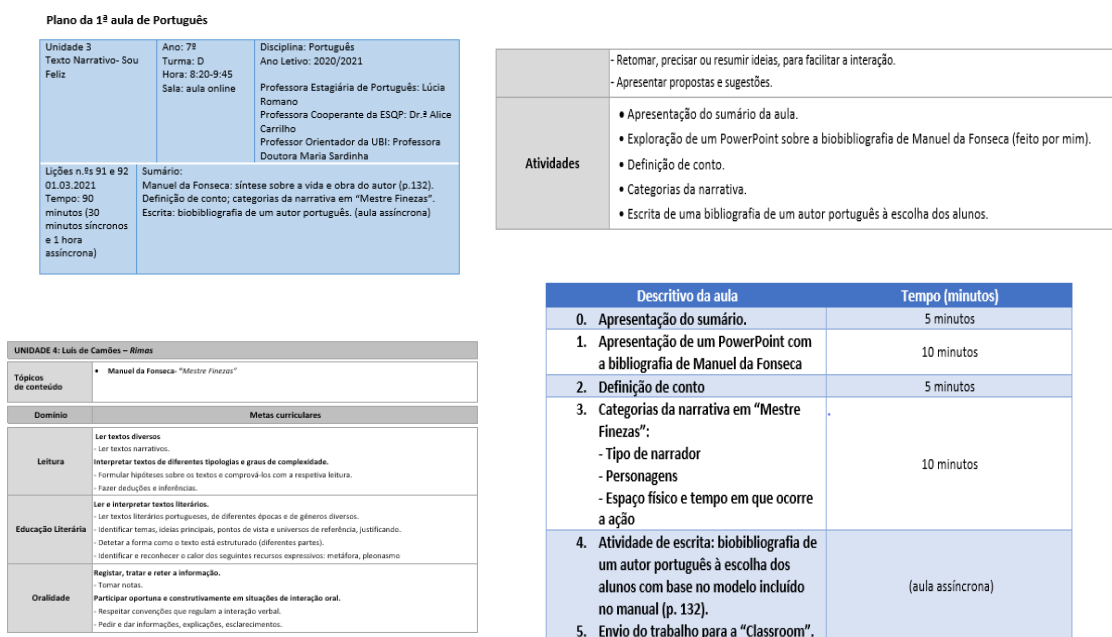 Plano da 1ª aula de Português
Unidade 3
Texto Narrativo- Sou
Feliz
Ano: 7º
Turma: D
Hora: 8:20-9:45
Sala: aula online
Disciplina: Português
Ano Letivo: 2020/2021
Professora Estagiária de Português: Lúcia
Romano
Professora Cooperante da ESQP: Dr.ª Alice
Carrilho
Professor Orientador da UBI: Professora
Doutora Maria Sardinha
Lições n.ºs 91 e 92
01.03.2021
Tempo: 90
minutos (30
minutos síncronos
e 1 hora
assíncrona)
Sumário:
Manuel da Fonseca: síntese sobre a vida e obra do autor (p.132).
Definição de conto; categorias da narrativa em “Mestre Finezas”.
Escrita: biobibliografia de um autor português. (aula assíncrona)
UNIDADE 4: Luís de Camões – Rimas
Tópicos
de conteúdo
• Manuel da Fonseca- “Mestre Finezas”
Domínio
Metas curriculares
Leitura
Ler textos diversos
- Ler textos narrativos.
Interpretar textos de diferentes tipologias e graus de complexidade.
- Formular hipóteses sobre os textos e comprová-los com a respetiva leitura.
- Fazer deduções e inferências.
Educação Literária
Ler e interpretar textos literários.
- Ler textos literários portugueses, de diferentes épocas e de géneros diversos.
- Identificar temas, ideias principais, pontos de vista e universos de referência, justificando.
- Detetar a forma como o texto está estruturado (diferentes partes).
- Identificar e reconhecer o calor dos seguintes recursos expressivos: metáfora, pleonasmo
Oralidade
Registar, tratar e reter a informação.
- Tomar notas.
Participar oportuna e construtivamente em situações de interação oral.
- Respeitar convenções que regulam a interação verbal.
- Pedir e dar informações, explicações, esclarecimentos.
- Retomar, precisar ou resumir ideias, para facilitar a interação.
- Apresentar propostas e sugestões.
Atividades
• Apresentação do sumário da aula.
• Exploração de um PowerPoint sobre a biobibliografia de Manuel da Fonseca (feito por mim).
• Definição de conto.
• Categorias da narrativa.
• Escrita de uma bibliografia de um autor português à escolha dos alunos.
Descritivo da aula
Tempo (minutos)
0. Apresentação do sumário.
5 minutos
1. Apresentação de um PowerPoint com
a bibliografia de Manuel da Fonseca
10 minutos
2. Definição de conto
5 minutos
3. Categorias da narrativa em “Mestre
Finezas”:
- Tipo de narrador
- Personagens
- Espaço físico e tempo em que ocorre
a ação
10 minutos
4. Atividade de escrita: biobibliografia de
um autor português à escolha dos
alunos com base no modelo incluído
no manual (p. 132).
(aula assíncrona)
5. Envio do trabalho para a “Classroom”.